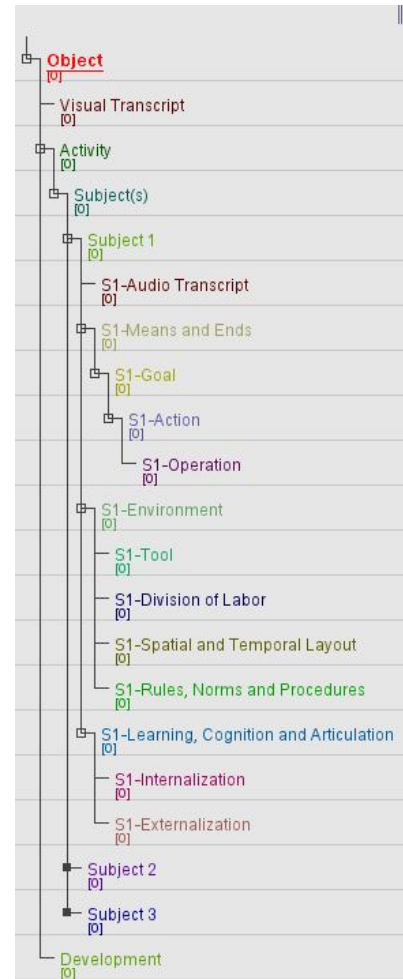 Object
[0]
Visual Transcript
[0]
Activity
[0]
Subject(s)
[0]
Subject 1
[0]
S1-Audio Transcript
[0]
S1-Means and Ends
[0]
S1-Goal
[0]
S1-Action
[0]
S1-Operation
[0]
S1-Environment
[0]
S1-Tool
[0]
S1-Division of Labor
[0]
S1-Spatial and Temporal Layout
[0]
S1-Rules, Norms and Procedures
[0]
S1-Learning, Cognition and Articulation
[0]
S1-Internalization
[0]
S1-Externalization
[0]
Subject 2
[0]
Subject 3
[0]
Development
[0]